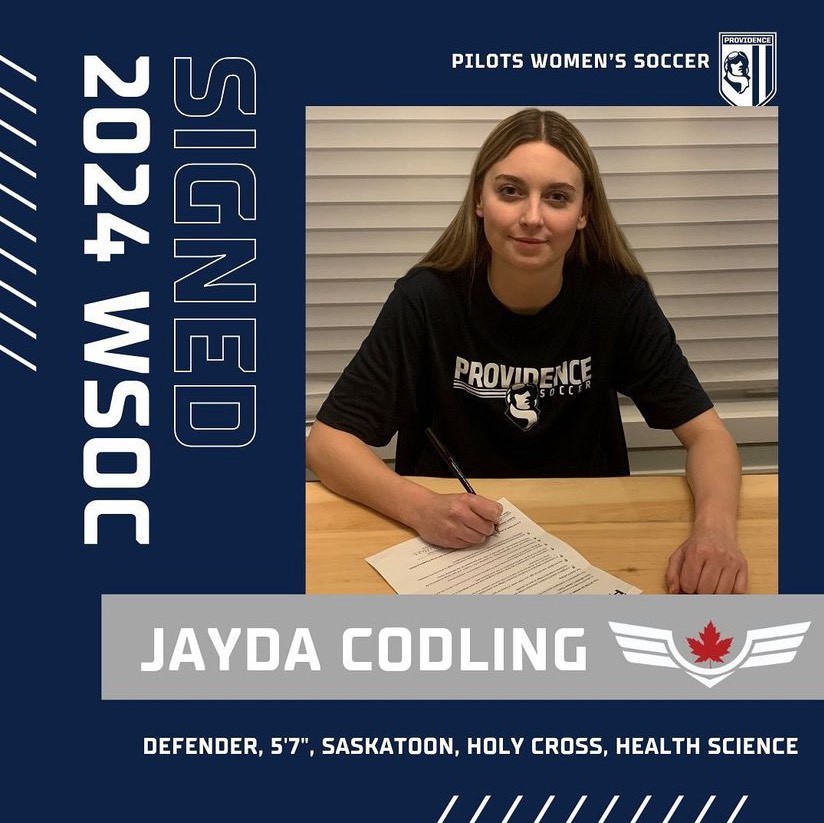 PILOTS WOMEN'S SOCCER
PROVIDENCE
2024 WSOC
SIGNED
PROVIDENCE
SOCCER
JAYDA CODLING
DEFENDER, 5'7", SASKATOON, HOLY CROSS, HEALTH SCIENCE